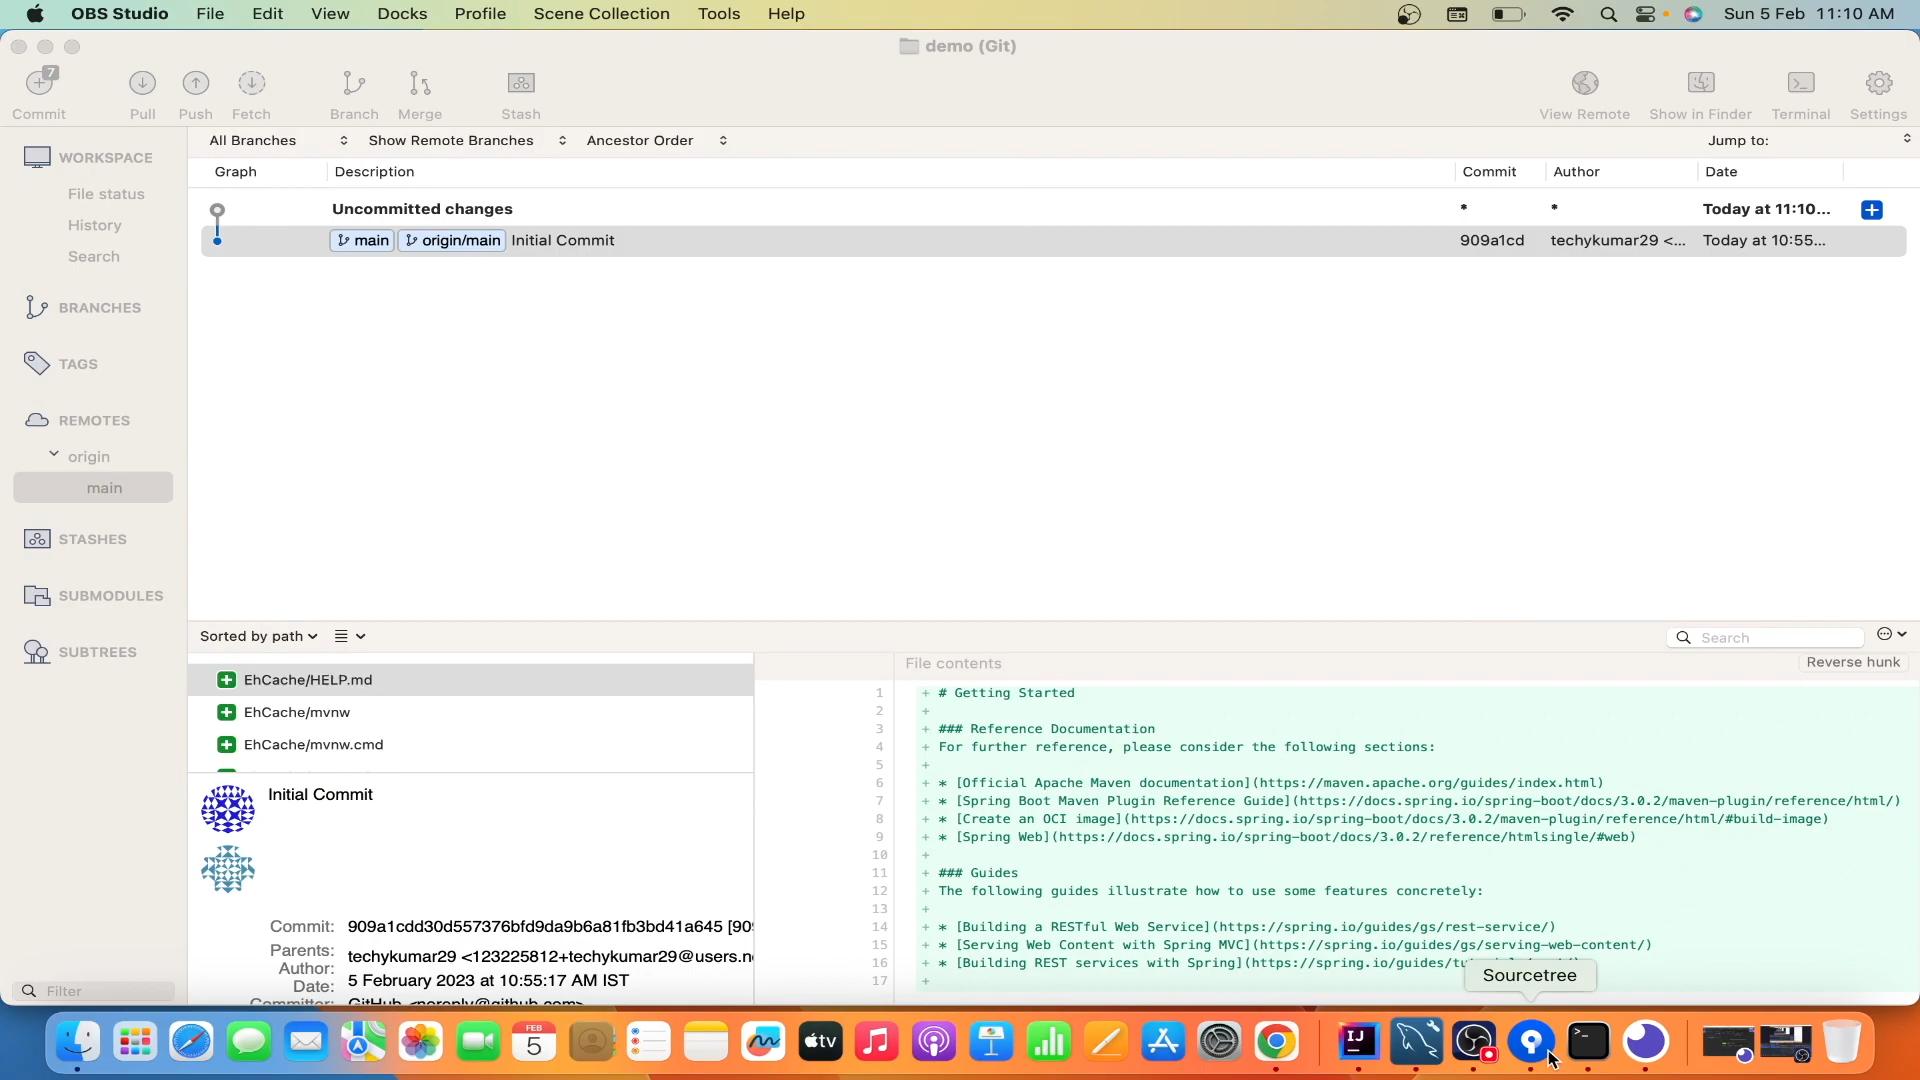 OBS Studio File Edit View Docks Profile Scene Collection Tools Help Sun 5 Feb 11:10 AM
demo (Git)
7
Commit Pull Push Fetch Branch Merge Stash View Remote Show in Finder Terminal Settings
All Branches Show Remote Branches Ancestor Order Jump to:
Graph Description Commit Author Date
Uncommitted changes * * Today at 11:10...
main origin/main Initial Commit 909a1cd techykumar29 <... Today at 10:55...
WORKSPACE
File status
History
Search
BRANCHES
TAGS
REMOTES
origin
main
STASHES
SUBMODULES
SUBTREES
Filter
Sorted by path Search
EhCache/HELP.md
EhCache/mvnw
EhCache/mvnw.cmd
Initial Commit
Commit: 909a1cdd30d557376bfd9da9b6a81fb3bd41a645 [90
Parents:
Author: techykumar29 <123225812+techykumar29@users.n
Date: 5 February 2023 at 10:55:17 AM IST
Committer: GitHub <noreply@github.com>
File contents Reverse hunk
1 + # Getting Started
2 +
3 + ### Reference Documentation
4 + For further reference, please consider the following sections:
5 +
6 + * [Official Apache Maven documentation](https://maven.apache.org/guides/index.html)
7 + * [Spring Boot Maven Plugin Reference Guide](https://docs.spring.io/spring-boot/docs/3.0.2/maven-plugin/reference/html/)
8 + * [Create an OCI image](https://docs.spring.io/spring-boot/docs/3.0.2/maven-plugin/reference/html/#build-image)
9 + * [Spring Web](https://docs.spring.io/spring-boot/docs/3.0.2/reference/htmlsingle/#web)
10 +
11 + ### Guides
12 + The following guides illustrate how to use some features concretely:
13 +
14 + * [Building a RESTful Web Service](https://spring.io/guides/gs/rest-service/)
15 + * [Serving Web Content with Spring MVC](https://spring.io/guides/gs/serving-web-content/)
16 + * [Building REST services with Spring](https://spring.io/guides/tu
17 +
Sourcetree
FEB
5
tv
IJ